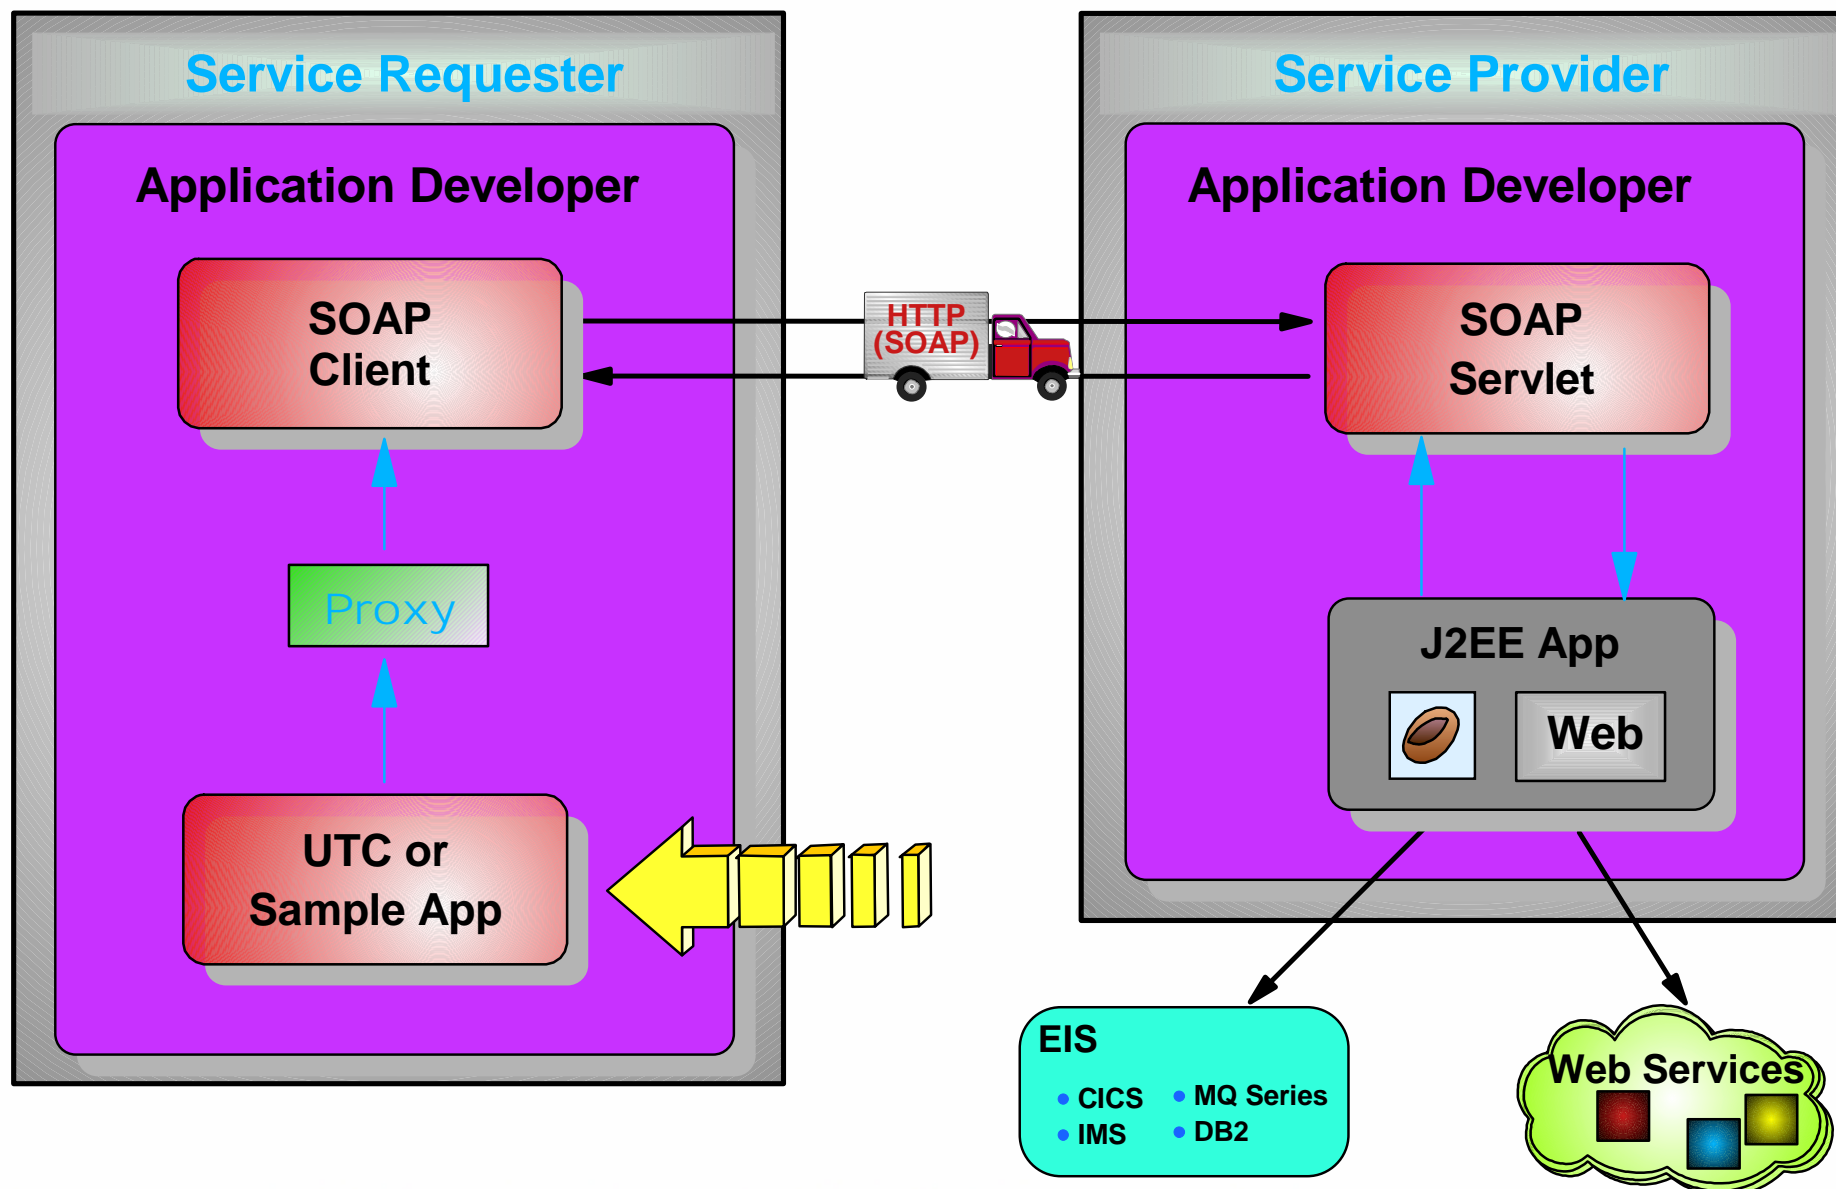 Service Requester
Application Developer
SOAP
Client
Proxy
UTC or
Sample App
HTTP
(SOAP)
Service Provider
Application Developer
SOAP
Servlet
J2EE App
Web
EIS
• CICS
• IMS
• MQ Series
• DB2
Web Services